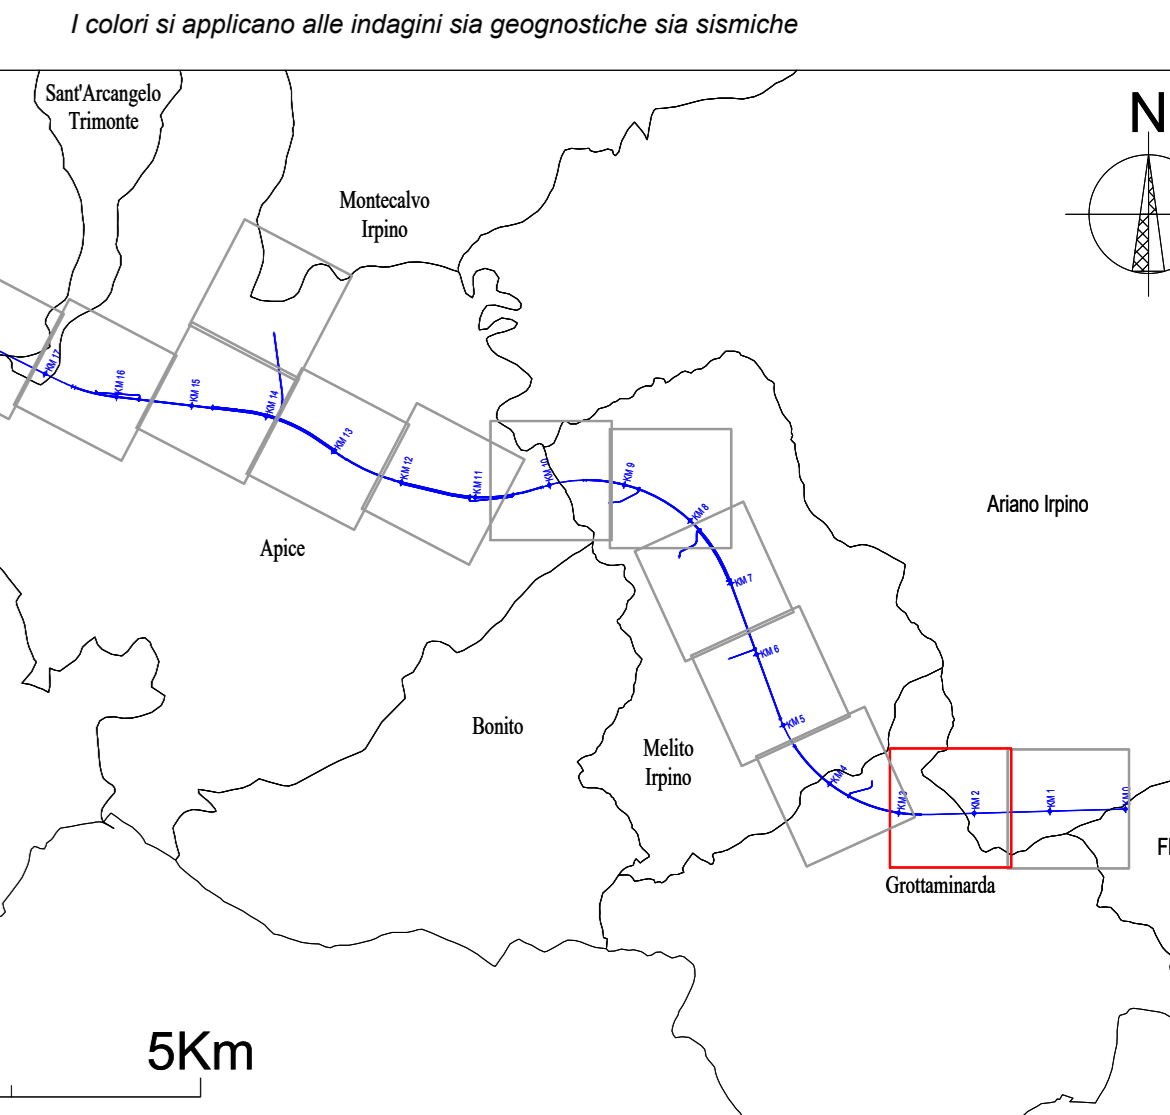 I colori si applicano alle indagini sia geognostiche sia sismiche
Sant'Arcangelo
Trimonte
N
Montecalvo
Irpino
KM 17
KM 16
KM 15
KM 14
KM 13
KM 12
KM 11
KM 10
KM 9
KM 8
Ariano Irpino
Apice
KM 7
KM 6
KM 5
Bonito
Melito
Irpino
KM 4
KM 3
KM 2
KM 1
KM 0
Grottaminarda
5Km